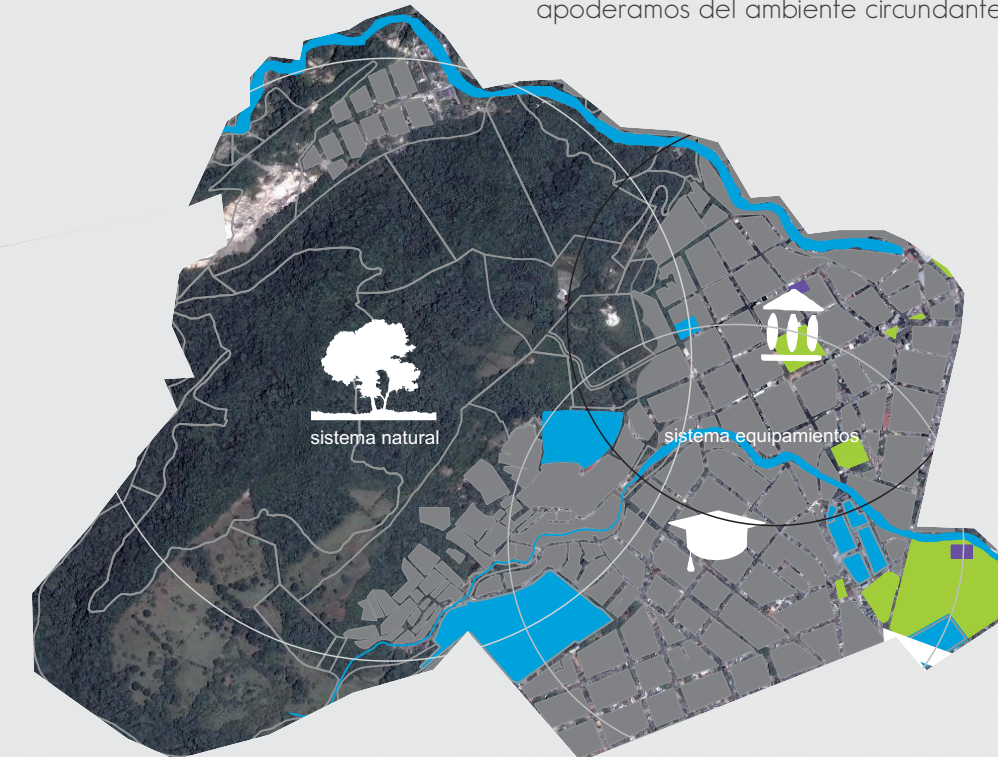 apoderamos del ambiente circundante
sistema natural
sistema equipamientos